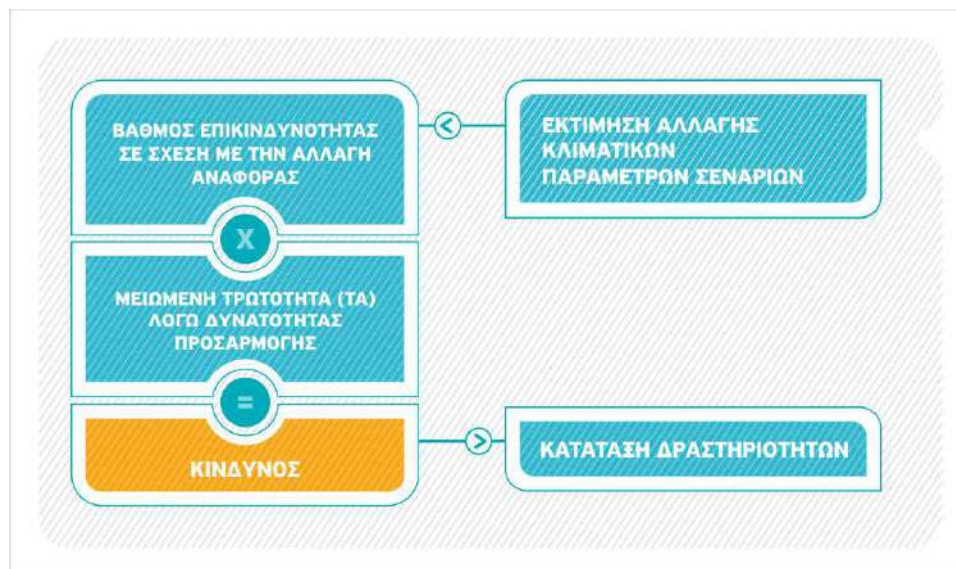 ΒΑΘΜΟΣ ΕΠΙΚΙΝΔΥΝΟΤΗΤΑΣ
ΣΕ ΣΧΕΣΗ ΜΕ ΤΗΝ ΑΛΛΑΓΗ
ΑΝΑΦΟΡΑΣ
<
ΕΚΤΙΜΗΣΗ ΑΛΛΑΓΗΣ
ΚΛΙΜΑΤΙΚΩΝ
ΠΑΡΑΜΕΤΡΩΝ ΣΕΝΑΡΙΩΝ
X
ΜΕΙΩΜΕΝΗ ΤΡΩΤΟΤΗΤΑ (ΤΑ)
ΛΟΓΩ ΔΥΝΑΤΟΤΗΤΑΣ
ΠΡΟΣΑΡΜΟΓΗΣ
=
ΚΙΝΔΥΝΟΣ
>
ΚΑΤΑΤΑΞΗ ΔΡΑΣΤΗΡΙΟΤΗΤΩΝ